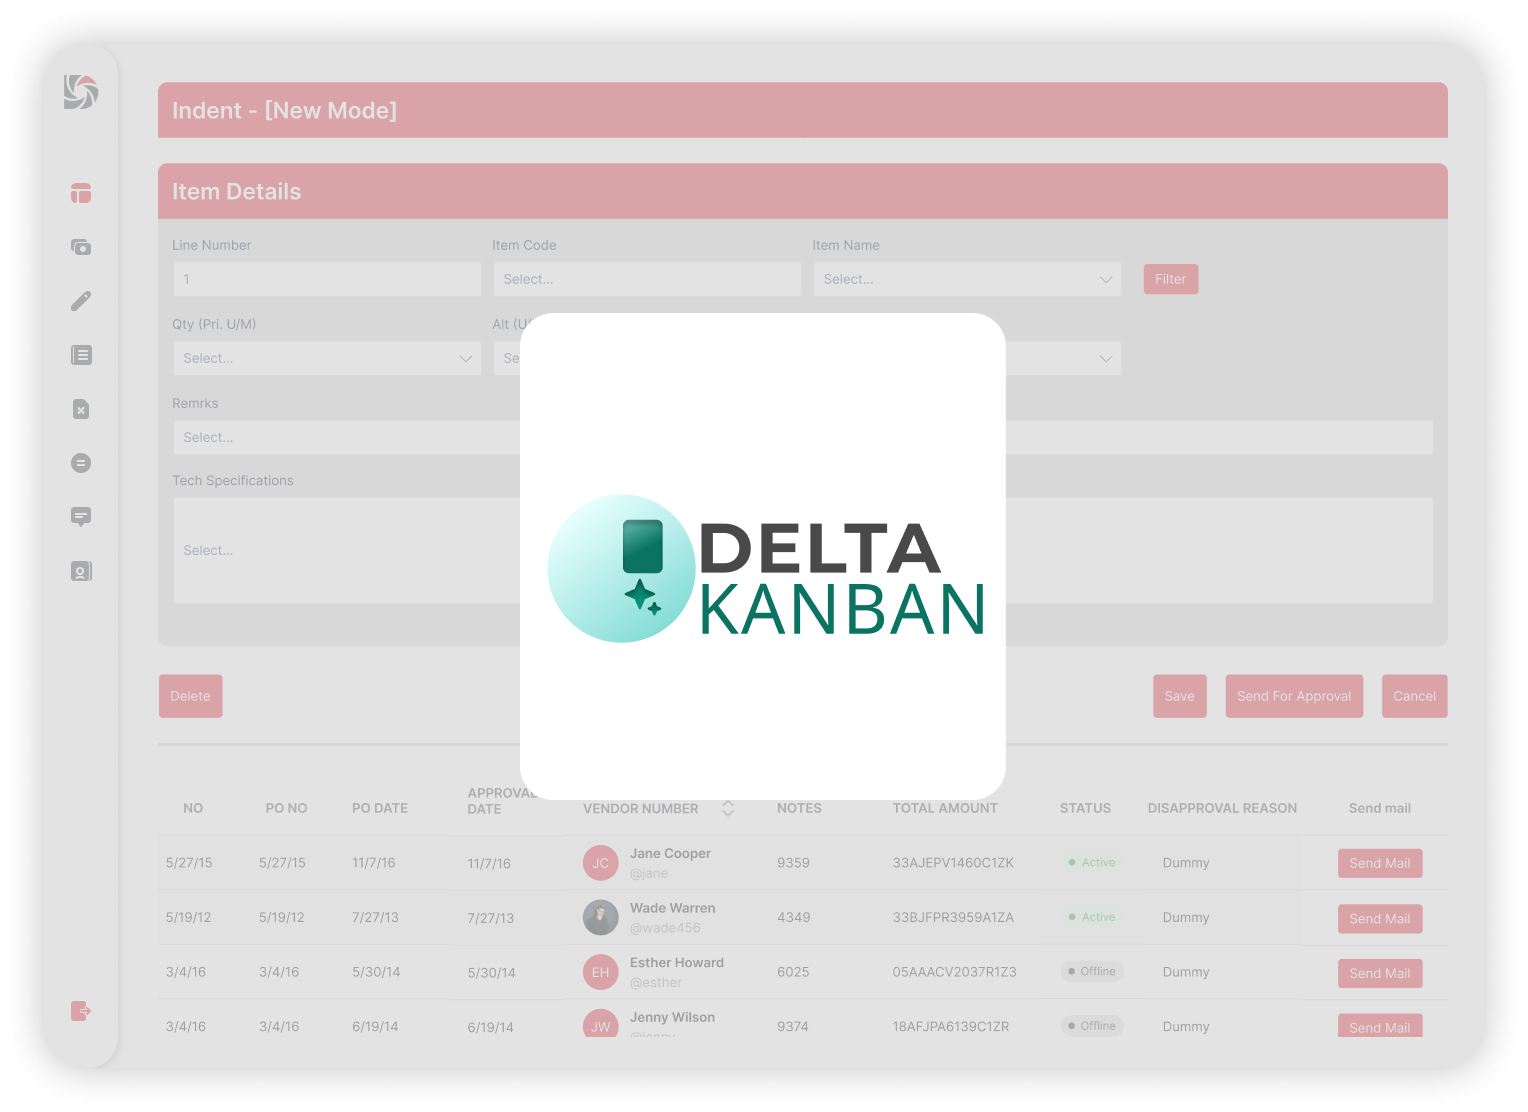 Indent - [New Mode]
Item Details
Line Number
Item Code
Item Name
1
Select...
Select...
Filter
Qty (Pri. U/M)
Alt (U/
Select...
Se
Remrks
Select...
Tech Specifications
Select...
DELTA
KANBAN
Delete
Save
Send For Approval
Cancel
NO
PO NO
PO DATE
APPROVAL
DATE
VENDOR NUMBER
NOTES
TOTAL AMOUNT
STATUS
DISAPPROVAL REASON
Send mail
5/27/15
5/27/15
11/7/16
11/7/16
JC
Jane Cooper
@jane
9359
33AJEPV1460C1ZK
Active
Dummy
Send Mail
5/19/12
5/19/12
7/27/13
7/27/13
Wade Warren
@wade456
4349
33BJFPR3959A1ZA
Active
Dummy
Send Mail
3/4/16
3/4/16
5/30/14
5/30/14
EH
Esther Howard
@esther
6025
05AAACV2037R1Z3
Offline
Dummy
Send Mail
3/4/16
3/4/16
6/19/14
6/19/14
JW
Jenny Wilson
9374
18AFJPA6139C1ZR
Offline
Dummy
Send Mail